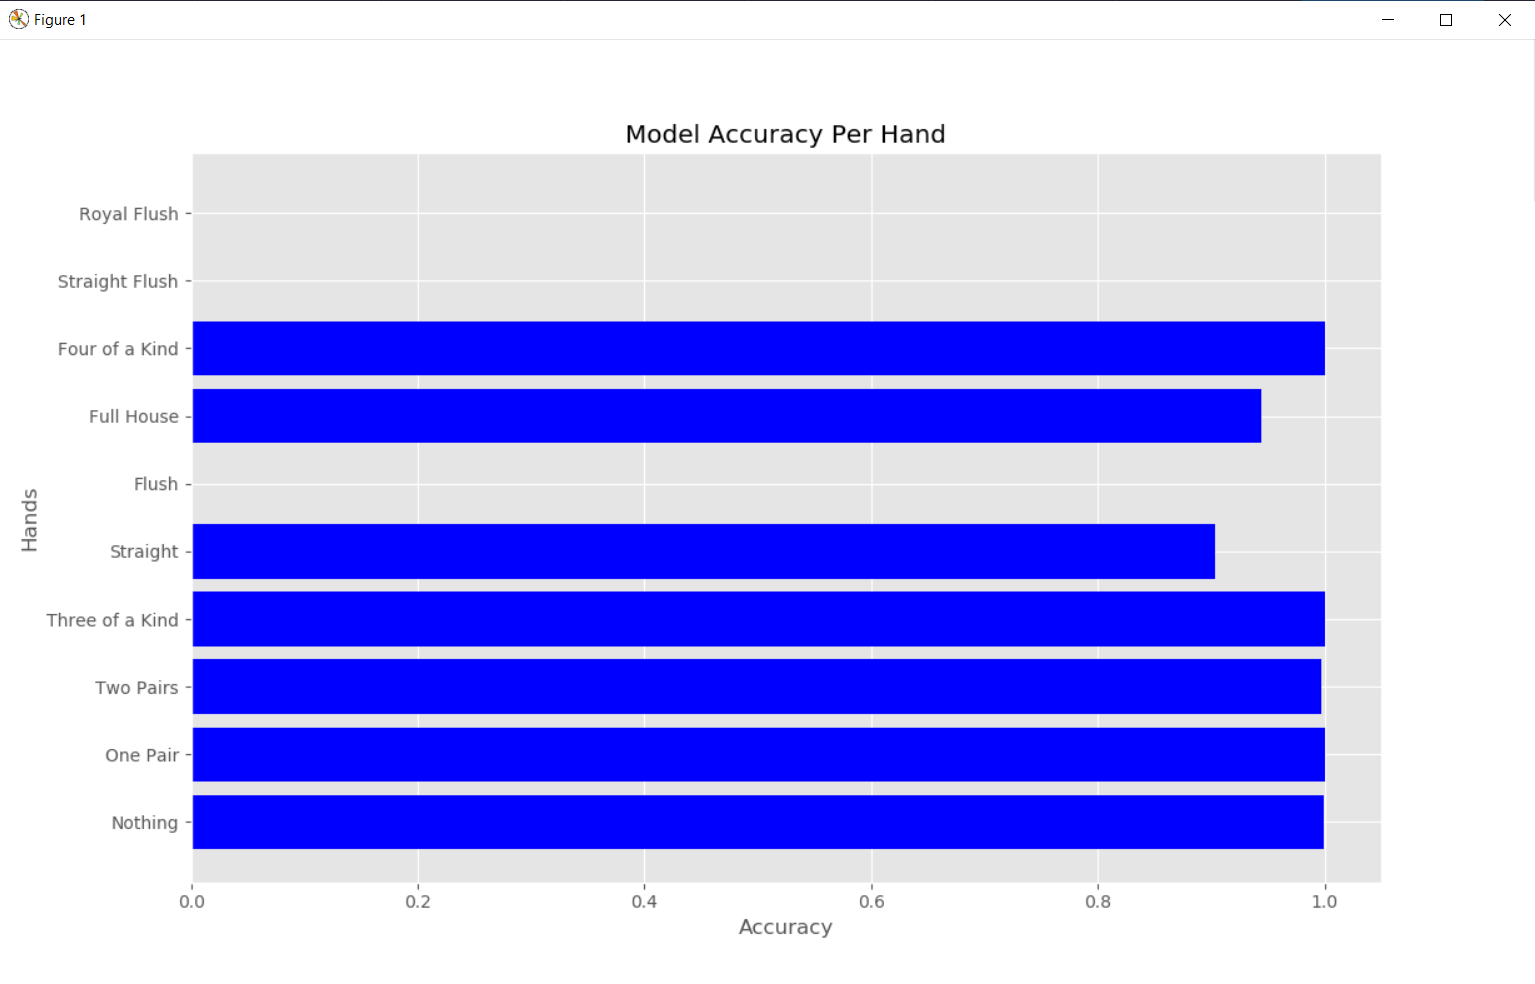 Figure 1
Model Accuracy Per Hand
Royal Flush
Straight Flush
Four of a Kind
Full House
Flush
Straight
Three of a Kind
Two Pairs
One Pair
Nothing
Hands
0.0 0.2 0.4 0.6 0.8 1.0
Accuracy